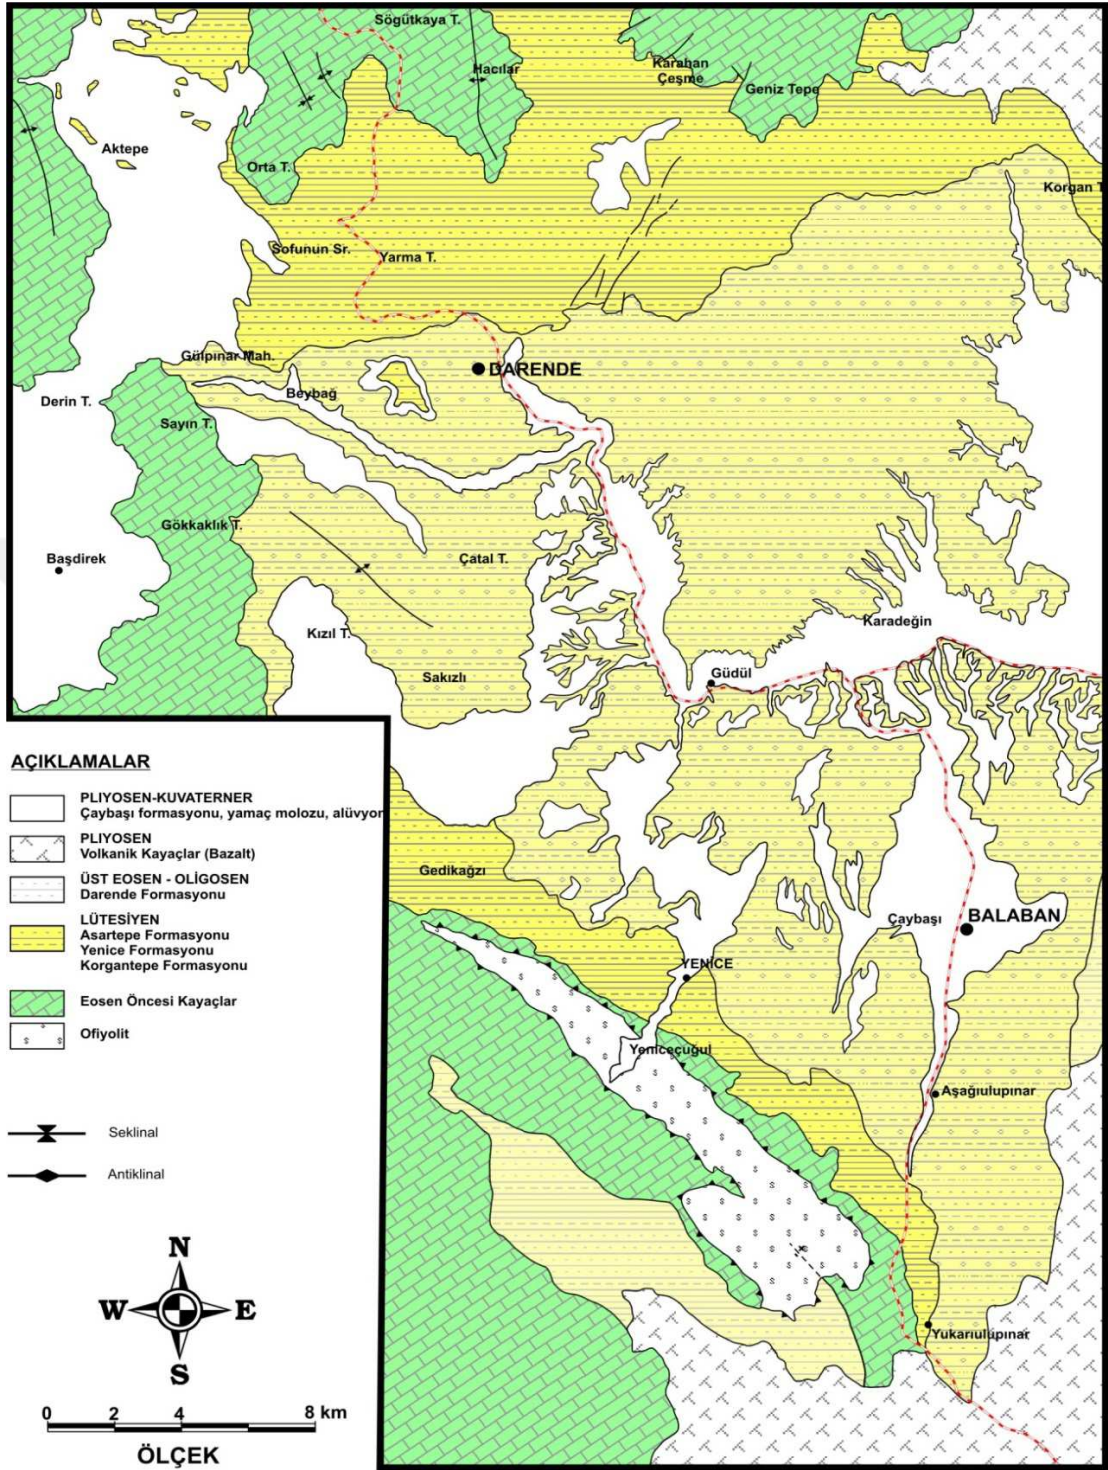 Sögütkaya T.
Hacılar
Karahan
Çeşme
Geniz Tepe
Aktepe
Orta T.
Korgan T
Sofunun Sr.
Yarma T.
Gülpınar Mah.
DARENDE
Beybağ
Derin T.
Sayın T.
Gökkaklık T.
Başdirek
Çatal T.
Kızıl T.
Karadeğin
Sakızlı
Güdül
AÇIKLAMALAR
PLIYOSEN-KUVATERNER
Çaybaşı formasyonu, yamaç molozu, alüvyon
PLIYOSEN
Volkanik Kayaçlar (Bazalt)
ÜST EOSEN - OLİGOSEN
Darende Formasyonu
LÜTESİYEN
Asartepe Formasyonu
Yenice Formasyonu
Korgantepe Formasyonu
Eosen Öncesi Kayaçlar
Ofiyolit
Seklinal
Antiklinal
Gedikağzı
Çaybaşı
BALABAN
YENİCE
Yeniceçuğul
Aşağıulupınar
Yukarıulupınar
N
W E
S
0 2 4 8 km
ÖLÇEK